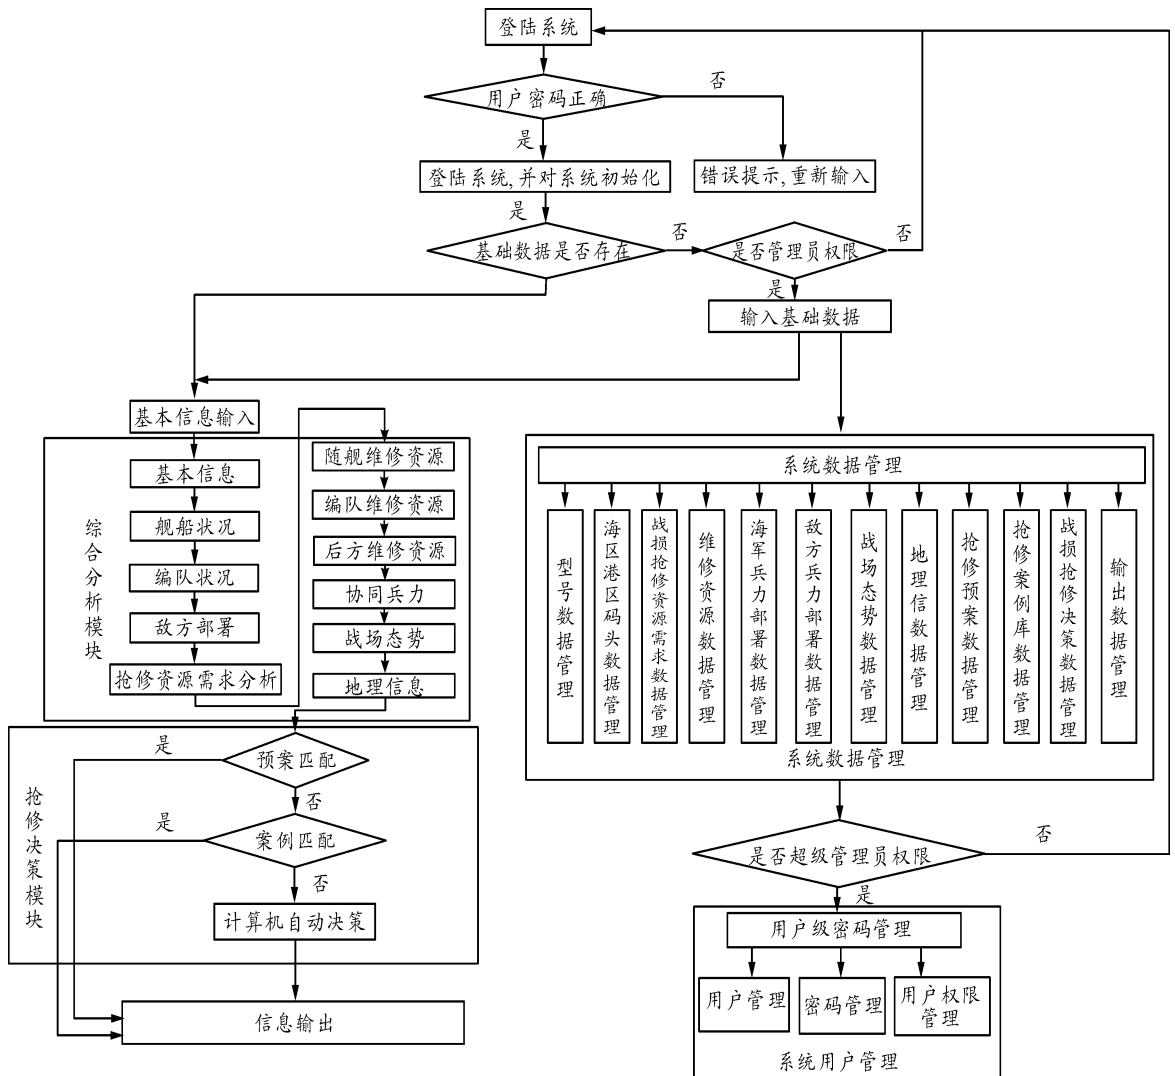 登陆系统
用户密码正确
否
是
登陆系统,并对系统初始化
错误提示,重新输入
是
基础数据是否存在
否
是否管理员权限
否
是
输入基础数据
基本信息输入
综合分析模块
基本信息
舰船状况
编队状况
敌方部署
抢修资源需求分析
随舰维修资源
编队维修资源
后方维修资源
协同兵力
战场态势
地理信息
系统数据管理
型号数据管理
海区港区码头数据管理
战损抢修资源需求数据管理
维修资源数据管理
海军兵力部署数据管理
敌方兵力部署数据管理
战场态势数据管理
地理信数据管理
抢修预案数据管理
抢修案例库数据管理
战损抢修决策数据管理
输出数据管理
系统数据管理
抢修决策模块
是
预案匹配
否
是
案例匹配
否
计算机自动决策
信息输出
是否超级管理员权限
否
是
用户级密码管理
用户管理
密码管理
用户权限
管理
系统用户管理